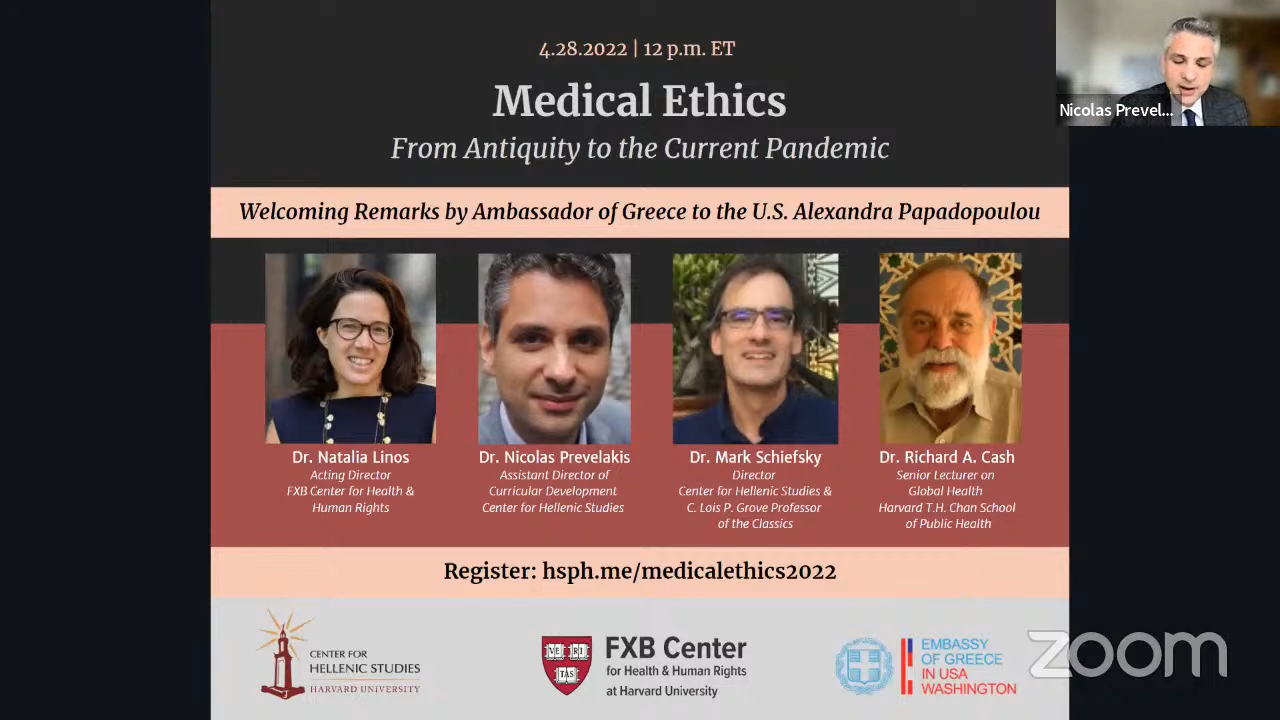 4.28.2022 | 12 p.m. ET
Medical Ethics
From Antiquity to the Current Pandemic
Nicolas Prevel...
Welcoming Remarks by Ambassador of Greece to the U.S. Alexandra Papadopoulou
Dr. Natalia Linos
Acting Director
FXB Center for Health &
Human Rights
Dr. Nicolas Prevelakis
Assistant Director of
Curricular Development
Center for Hellenic Studies
Dr. Mark Schiefsky
Director
Center for Hellenic Studies &
C. Lois P. Grove Professor
of the Classics
Dr. Richard A. Cash
Senior Lecturer on
Global Health
Harvard T.H. Chan School
of Public Health
Register: hsph.me/medicalethics2022
CENTER FOR
HELLENIC STUDIES
HARVARD UNIVERSITY
VE RI
TAS
FXB Center
for Health & Human Rights
at Harvard University
EMBASSY
OF GREECE
IN USA
WASHINGTON
zoom